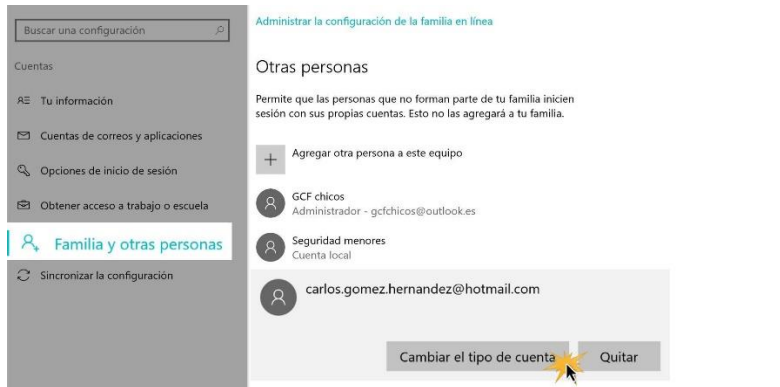 Buscar una configuración
Cuentas
Tu información
Cuentas de correos y aplicaciones
Opciones de inicio de sesión
Obtener acceso a trabajo o escuela
Familia y otras personas
Sincronizar la configuración
Administrar la configuración de la familia en línea
Otras personas
Permite que las personas que no forman parte de tu familia inicien
sesión con sus propias cuentas. Esto no las agregará a tu familia.
Agregar otra persona a este equipo
GCF chicos
Administrador - gcfchicos@outlook.es
Seguridad menores
Cuenta local
carlos.gomez.hernandez@hotmail.com
Cambiar el tipo de cuenta
Quitar